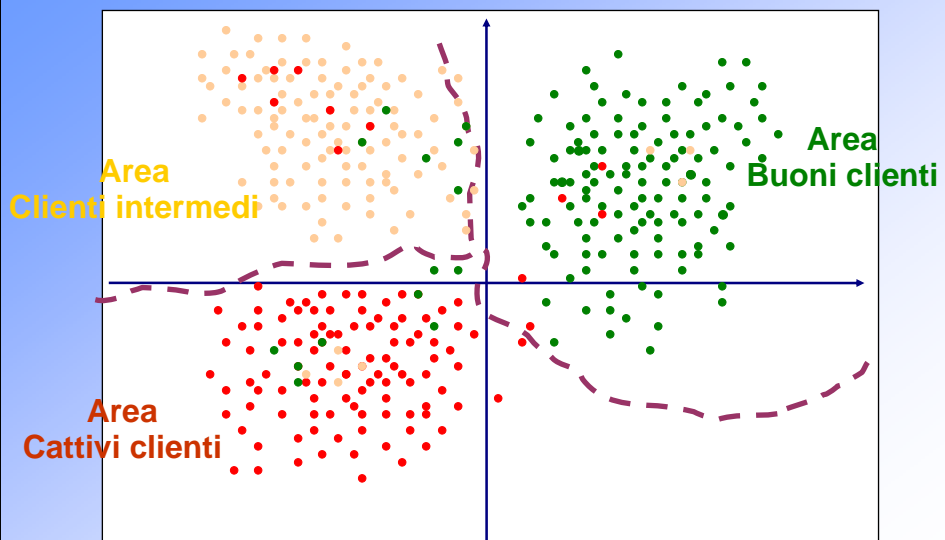 Area
Clienti intermedi
Area
Buoni clienti
Area
Cattivi clienti